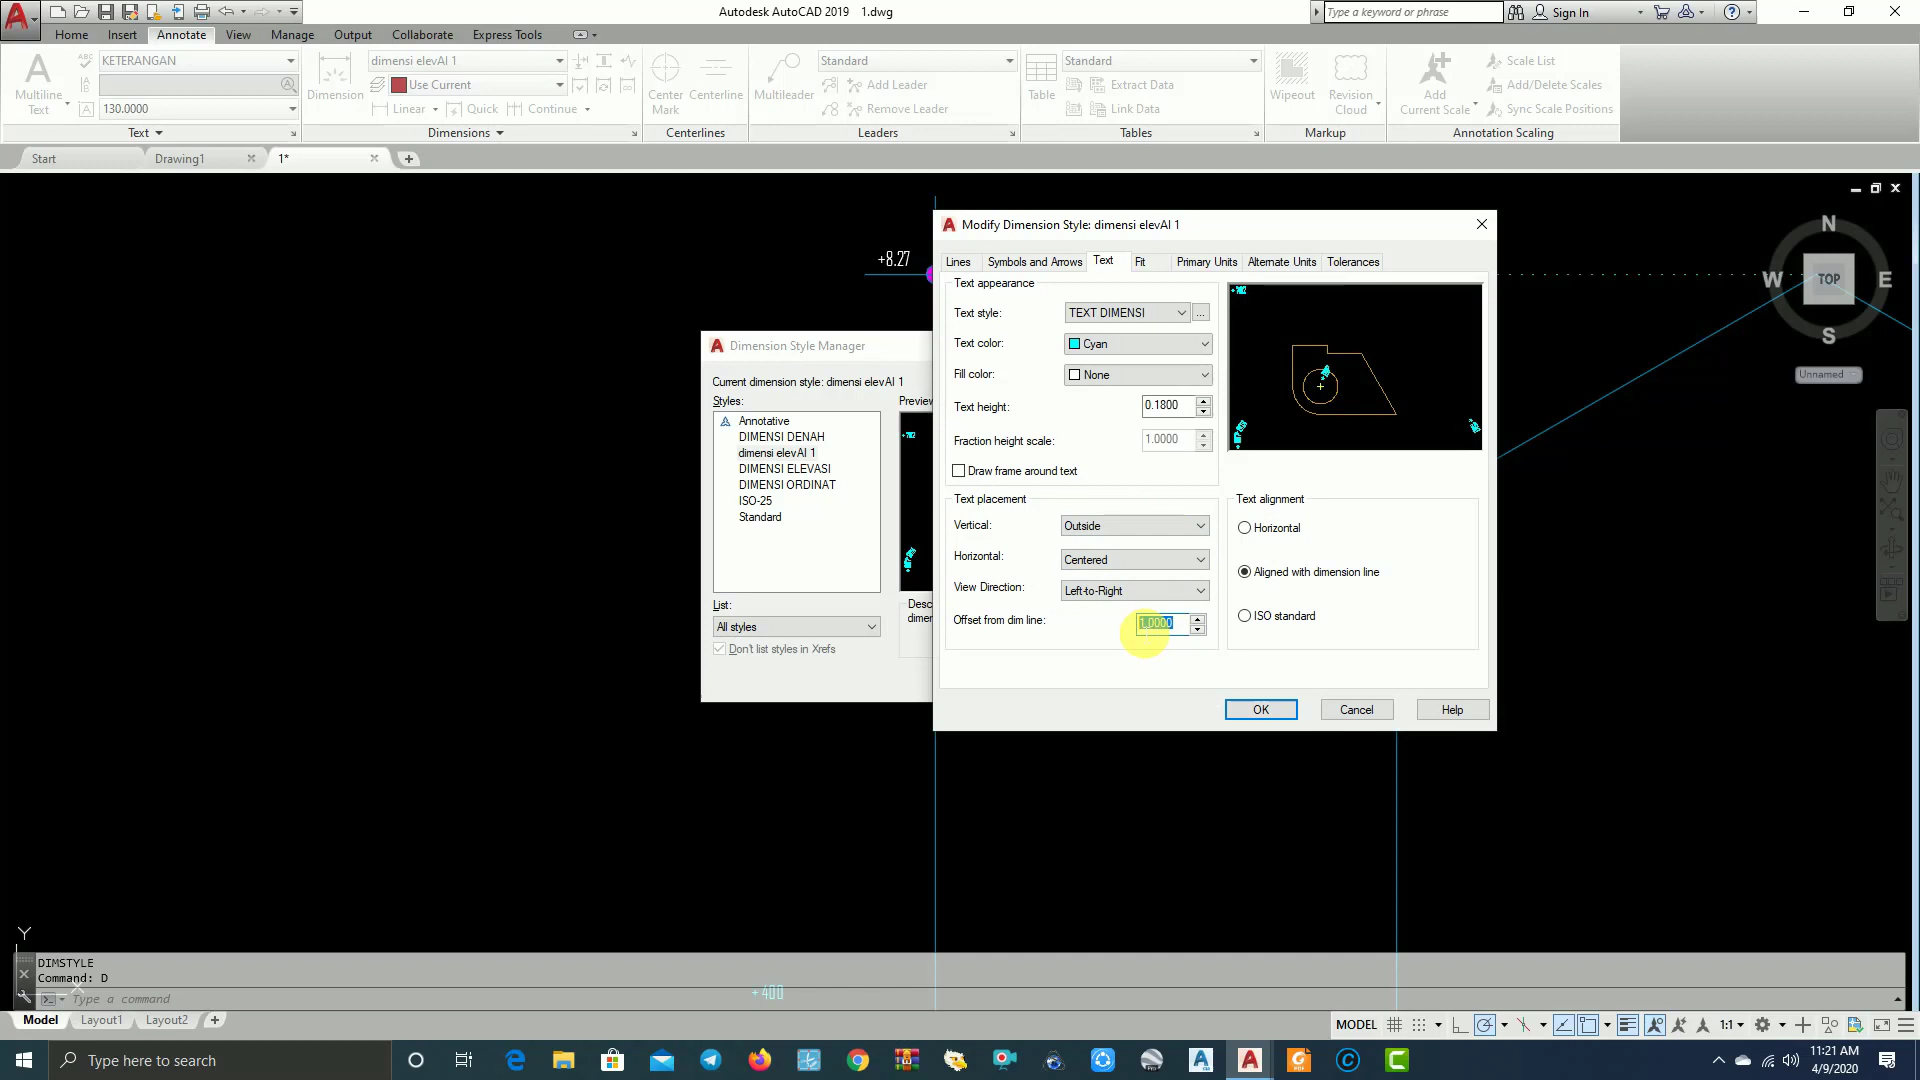 Autodesk AutoCAD 2019   1.dwg
Type a keyword or phrase
Sign In
Home
Insert
Annotate
View
Manage
Output
Collaborate
Express Tools
Multiline
Text
ABC
KETERANGAN
130.0000
Text
Dimension
dimensi elevAI 1
Use Current
Linear
Quick
Continue
Dimensions
Center
Mark
Centerline
Centerlines
Multileader
Standard
Add Leader
Remove Leader
Leaders
Table
Standard
Extract Data
Link Data
Tables
Wipeout
Revision
Cloud
Markup
Add
Current Scale
Scale List
Add/Delete Scales
Sync Scale Positions
Annotation Scaling
Start
Drawing1
1*
+8.27
N
W
TOP
E
S
Unnamed
Dimension Style Manager
Current dimension style: dimensi elevAI 1
Styles:
Annotative
DIMENSI DENAH
dimensi elevAI 1
DIMENSI ELEVASI
DIMENSI ORDINAT
ISO-25
Standard
List:
All styles
Don't list styles in Xrefs
Modify Dimension Style: dimensi elevAI 1
Lines
Symbols and Arrows
Text
Fit
Primary Units
Alternate Units
Tolerances
Text appearance
Text style:
TEXT DIMENSI
...
Text color:
Cyan
Fill color:
None
Text height:
0.1800
Fraction height scale:
1.0000
Draw frame around text
Text placement
Vertical:
Outside
Horizontal:
Centered
View Direction:
Left-to-Right
Offset from dim line:
1.0000
Text alignment
Horizontal
Aligned with dimension line
ISO standard
OK
Cancel
Help
Y
X
DIMSTYLE
Command: D
Type a command
+400
Model
Layout1
Layout2
MODEL
1:1
Type here to search
11:21 AM
4/9/2020